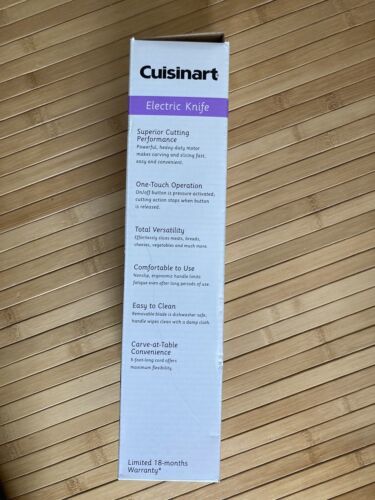 Cuisinart
Electric Knife
Superior Cutting
Performance
Powerful, heavy-duty motor
makes carving and slicing fast,
easy and convenient.
One-Touch Operation
On/off button is pressure activated;
cutting action stops when button
is released.
Total Versatility
Effortlessly slices meats, breads,
cheeses, vegetables and much more.
Comfortable to Use
Nonslip, ergonomic handle limits
fatigue even after long periods of use.
Easy to Clean
Removable blade is dishwasher safe;
handle wipes clean with a damp cloth.
Carve-at-Table
Convenience
5-foot-long cord offers
maximum flexibility.
Limited 18-months
Warranty*